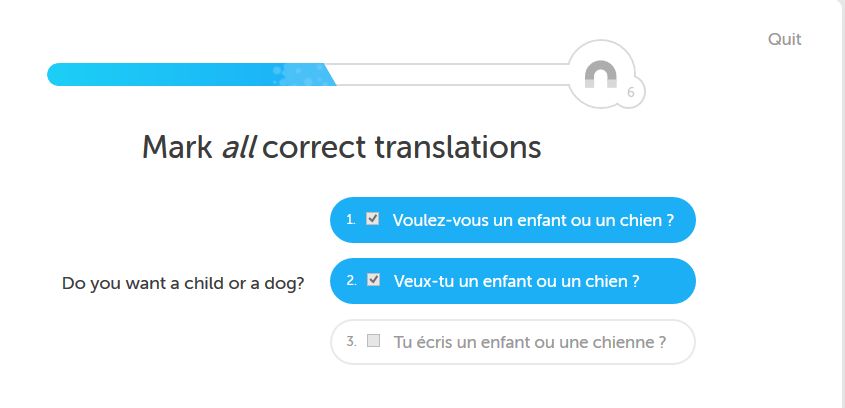 Quit
6
Mark all correct translations
Do you want a child or a dog?
1. Voulez-vous un enfant ou un chien ?
2. Veux-tu un enfant ou un chien ?
3. Tu écris un enfant ou une chienne ?